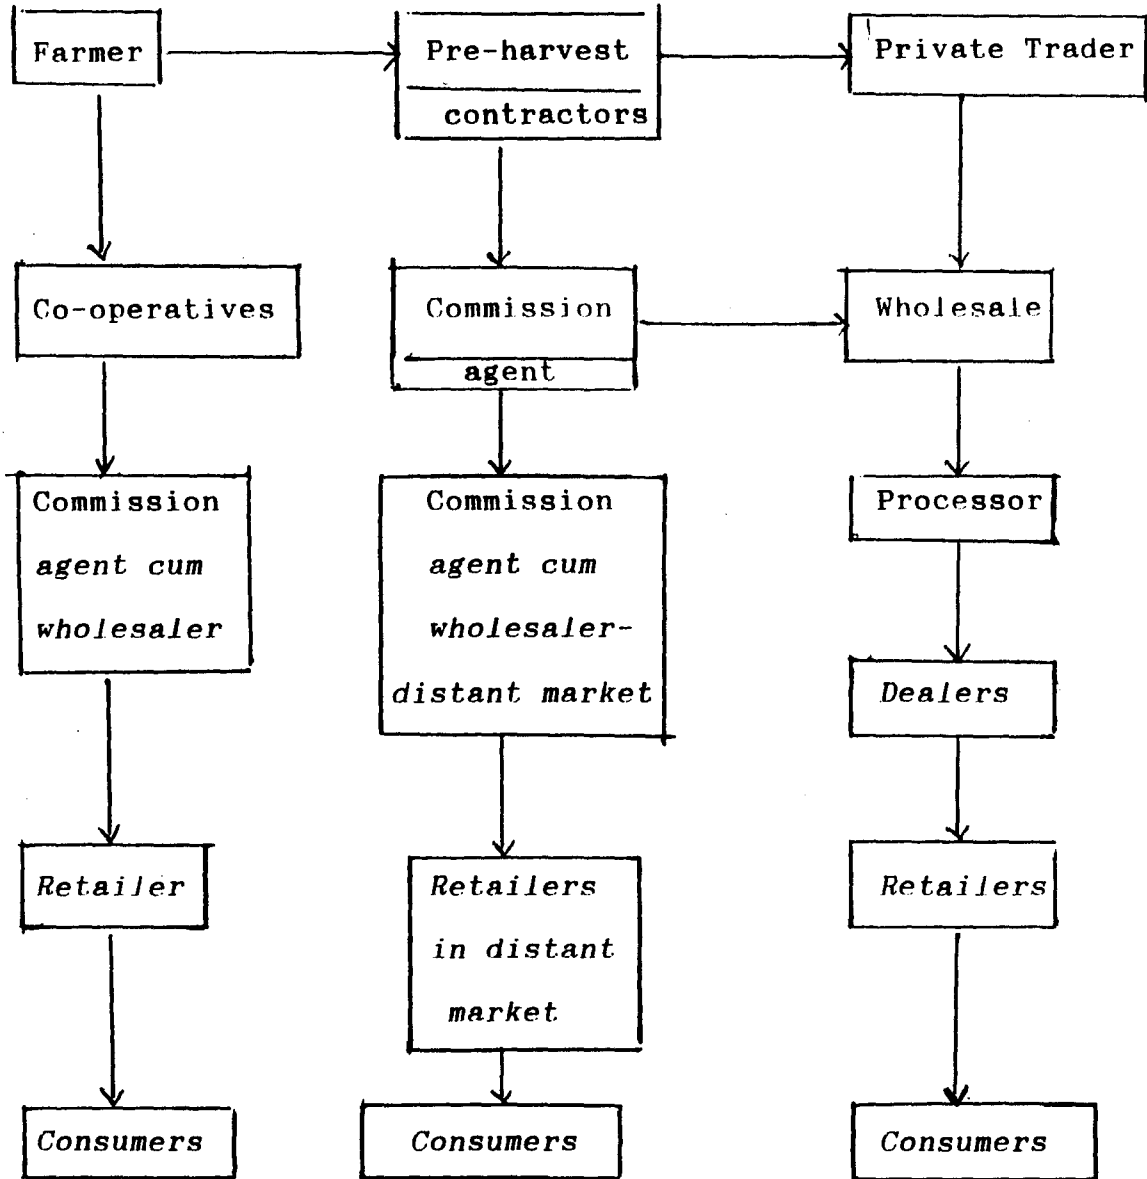 Farmer
Pre-harvest
contractors
Private Trader
Co-operatives
Commission
agent
Wholesale
Commission
agent cum
wholesaler
Commission
agent cum
wholesaler-
distant market
Processor
Dealers
Retailer
Retailers
in distant
market
Retailers
Consumers
Consumers
Consumers